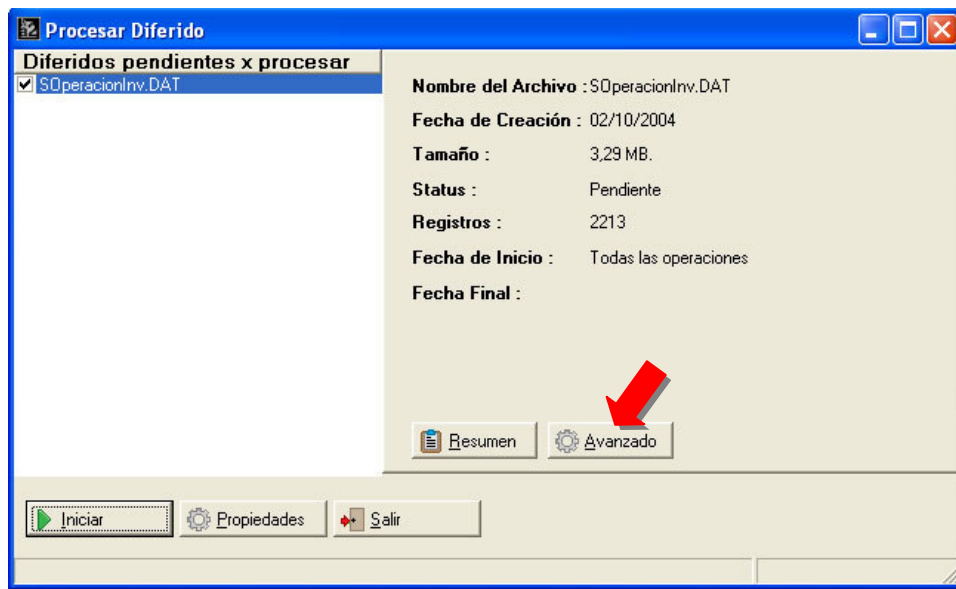 Procesar Diferido
Diferidos pendientes x procesar
SOperacionInv.DAT
Nombre del Archivo : SOperacionInv.DAT
Fecha de Creación : 02/10/2004
Tamaño : 3,29 MB.
Status : Pendiente
Registros : 2213
Fecha de Inicio : Todas las operaciones
Fecha Final :
Resumen Avanzado
Iniciar Propiedades Salir